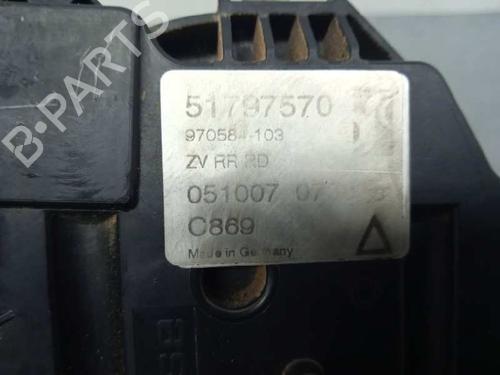 51797570
970584-103
ZV RR RD
051007 07
C869
Made in Germany
B-PARTS